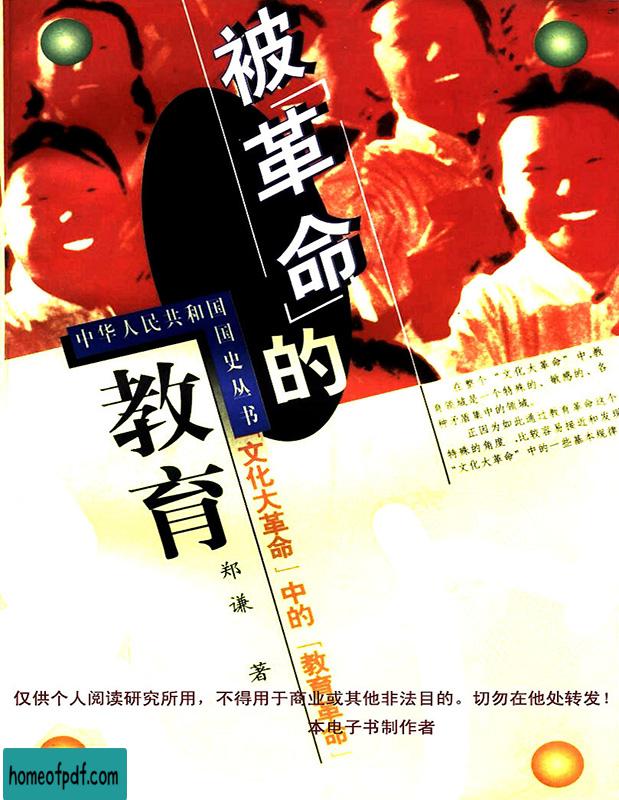 被「革命」的
教育
中华人民共和国
国史丛书
「文化大革命」中的「教育革命」
郑谦 著
在整个“文化大革命”中，教
育领域是一个特殊的、敏感的、各
种矛盾集中的领域。
正因为如此通过教育革命这个
特殊的角度，比较容易接近和发现
“文化大革命”中的一些基本规律
仅供个人阅读研究所用，不得用于商业或其他非法目的。切勿在他处转发！
本电子书制作者
homeofpdf.com